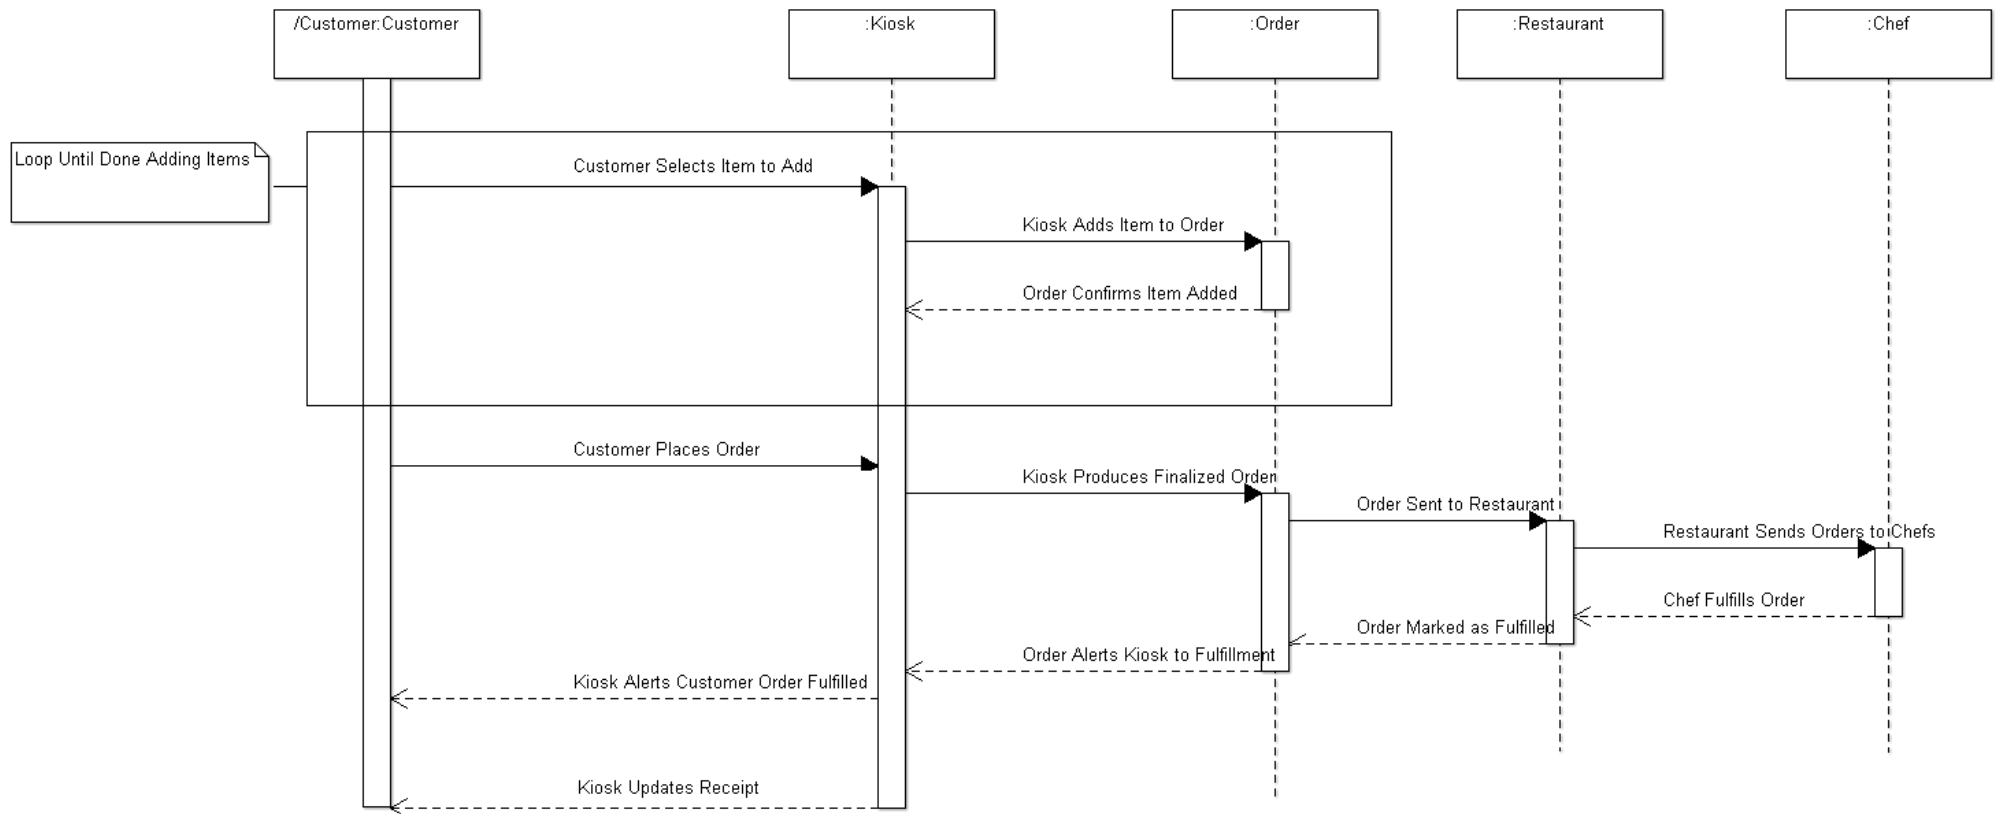 /Customer:Customer
:Kiosk
:Order
:Restaurant
:Chef
Loop Until Done Adding Items
Customer Selects Item to Add
Kiosk Adds Item to Order
Order Confirms Item Added
Customer Places Order
Kiosk Produces Finalized Order
Order Sent to Restaurant
Restaurant Sends Orders to Chefs
Chef Fulfills Order
Order Marked as Fulfilled
Order Alerts Kiosk to Fulfillment
Kiosk Alerts Customer Order Fulfilled
Kiosk Updates Receipt